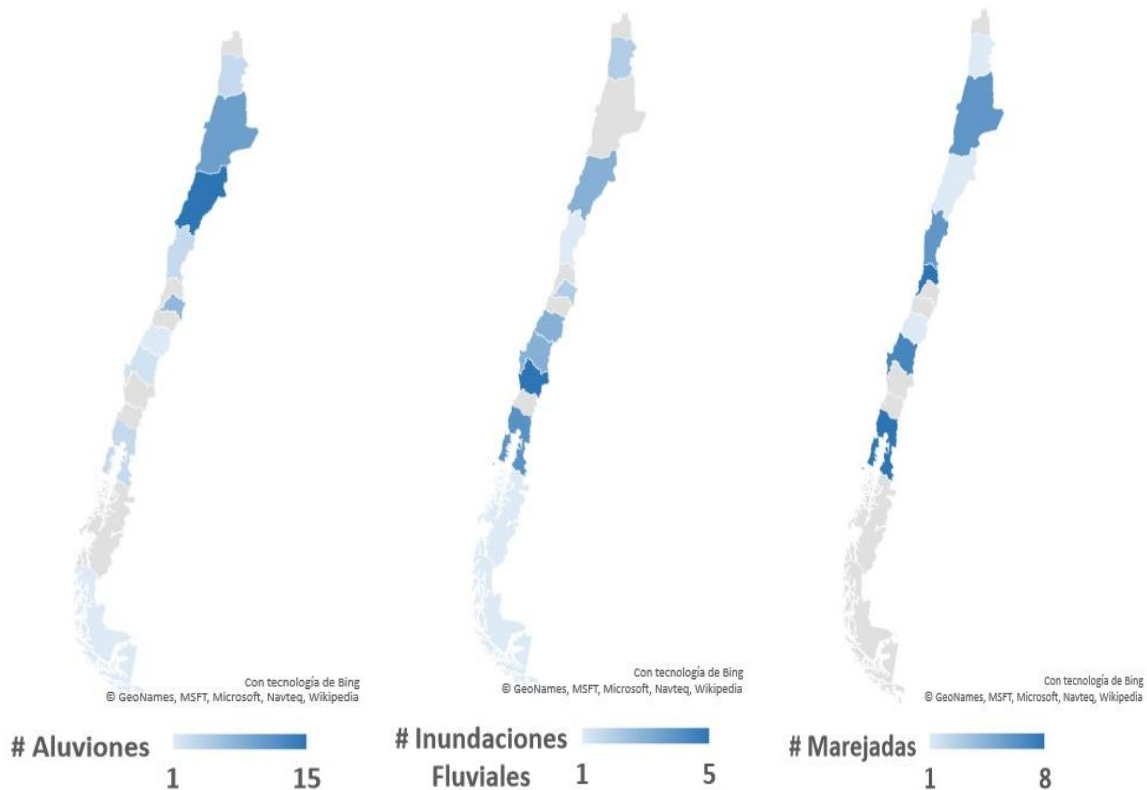 Con tecnología de Bing
© GeoNames, MSFT, Microsoft, Navteq, Wikipedia
# Aluviones
1 15
Con tecnología de Bing
© GeoNames, MSFT, Microsoft, Navteq, Wikipedia
# Inundaciones
Fluviales
1 5
Con tecnología de Bing
© GeoNames, MSFT, Microsoft, Navteq, Wikipedia
# Marejadas
1 8